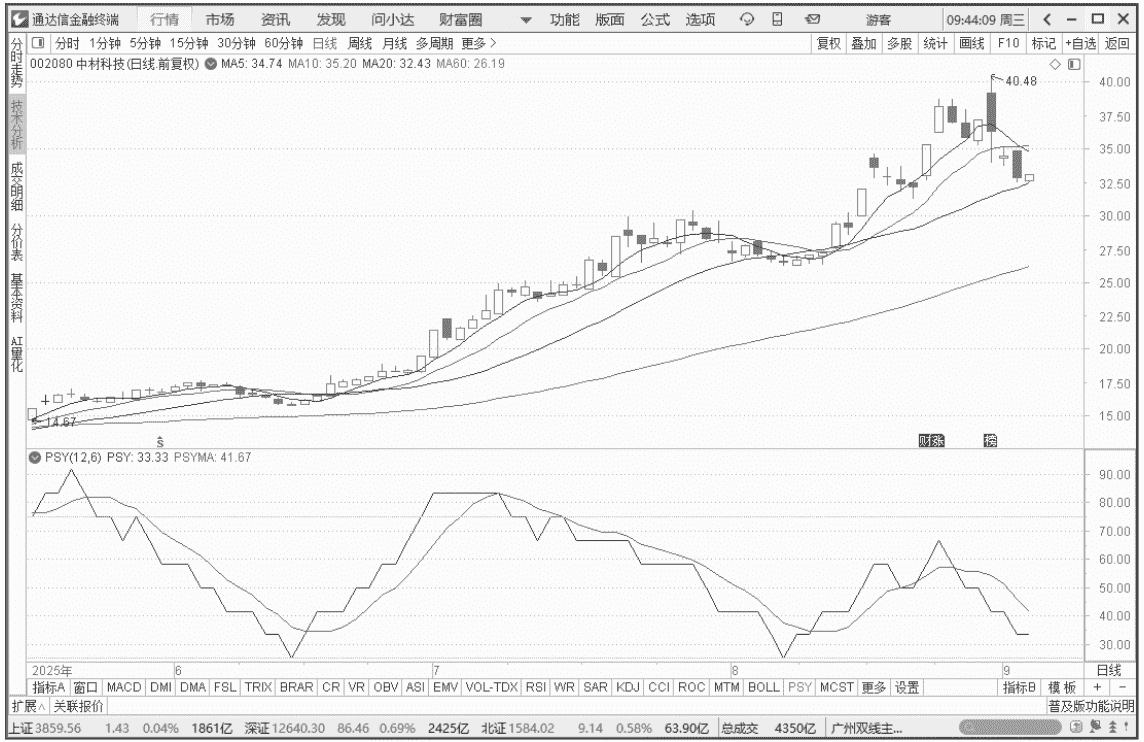 通达信金融终端 行情 市场 资讯 发现 问小达 财富圈 功能 版面 公式 选项 游客 09:44:09 周三
分时 1分钟 5分钟 15分钟 30分钟 60分钟 日线 周线 月线 多周期 更多> 复权 叠加 多股 统计 画线 F10 标记 +自选 返回
分时走势
技术分析
成交明细
分价表
基本资料
AI量化
002080 中材科技(日线.前复权) MA5: 34.74 MA10: 35.20 MA20: 32.43 MA60: 26.19
40.48
40.00
37.50
35.00
32.50
30.00
27.50
25.00
22.50
20.00
17.50
15.00
14.67
S 财涨 榜
PSY(12,6) PSY: 33.33 PSYMA: 41.67
90.00
80.00
70.00
60.00
50.00
40.00
30.00
2025年 6 7 8 9 日线
指标A 窗口 MACD DMI DMA FSL TRIX BRAR CR VR OBV ASI EMV VOL-TDX RSI WR SAR KDJ CCI ROC MTM BOLL PSY MCST 更多 设置 指标B 模板 + −
扩展∧ 关联报价 普及版功能说明
上证3859.56 1.43 0.04% 1861亿 深证12640.30 86.46 0.69% 2425亿 北证1584.02 9.14 0.58% 63.90亿 总成交 4350亿 广州双线主...